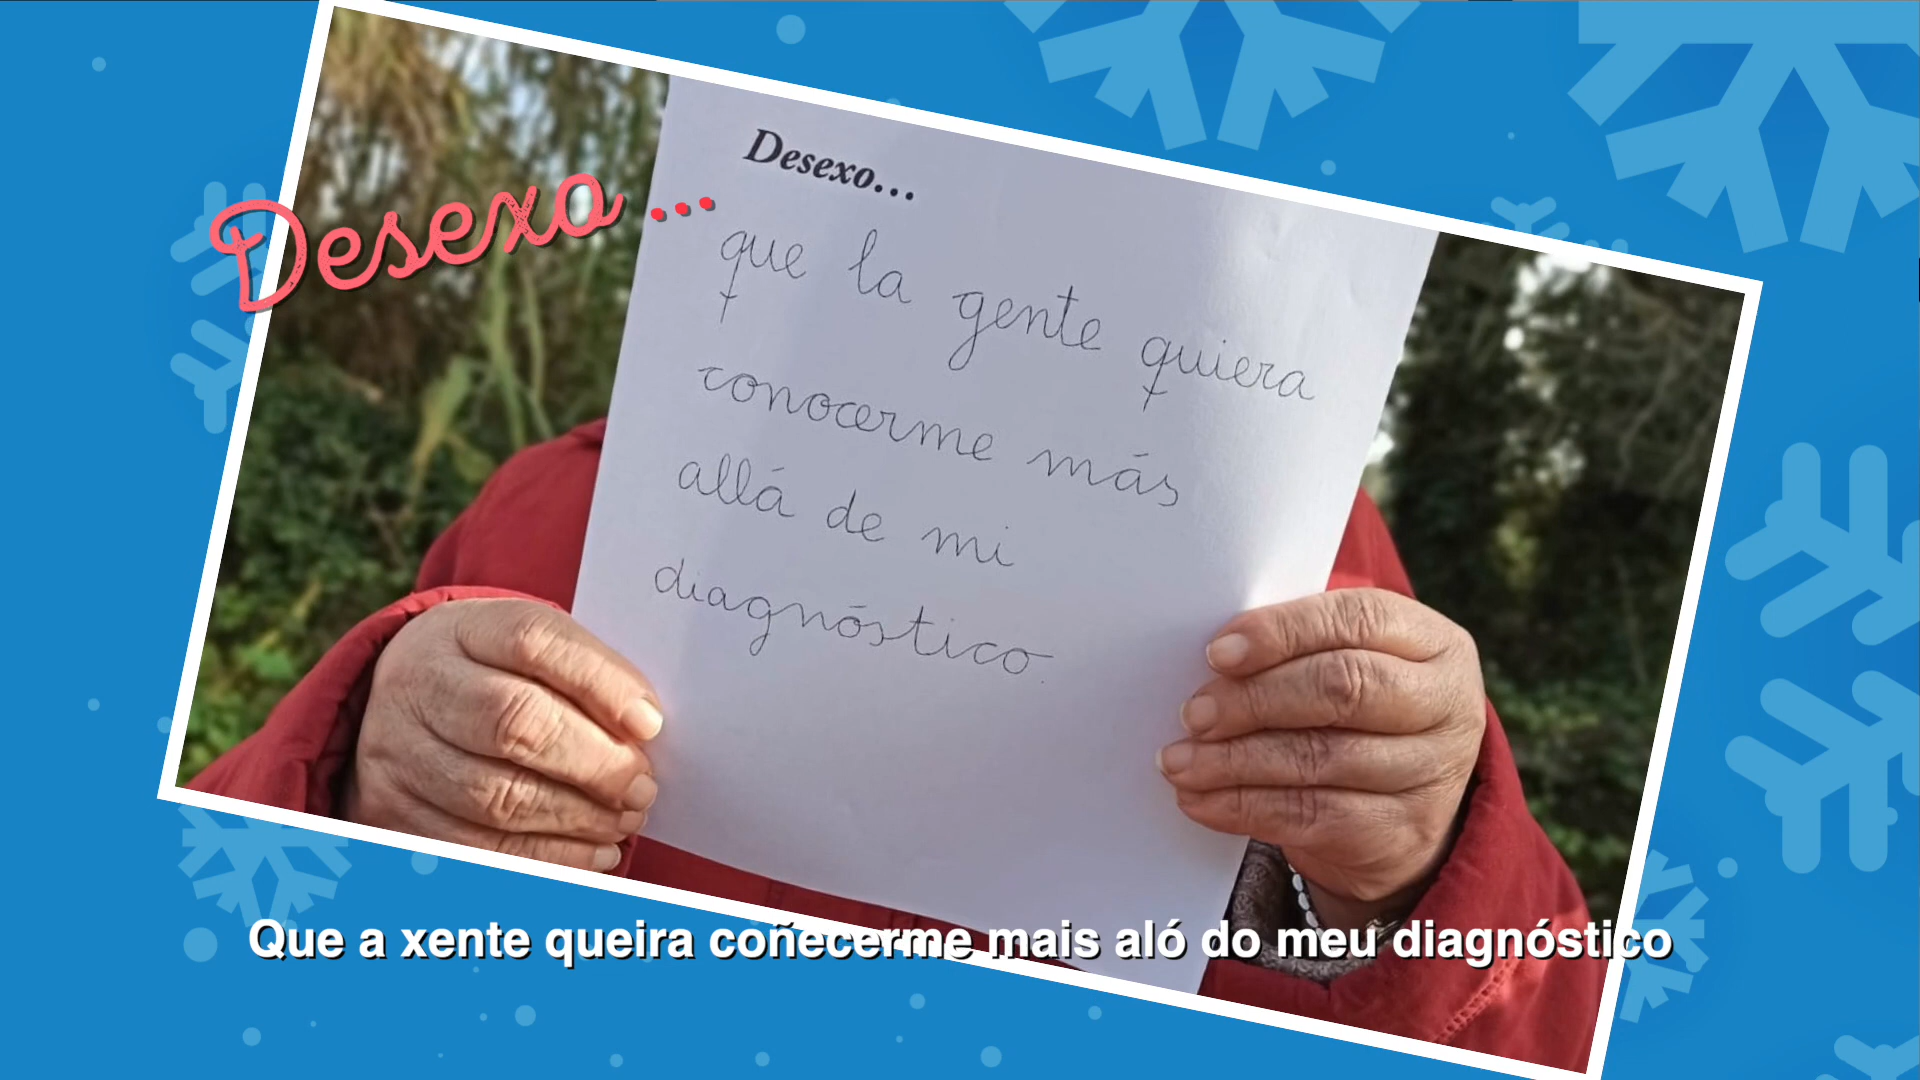 Desexo ...
Desexo...
que la gente quiera
conocerme más
allá de mi
diagnóstico.
Que a xente queira coñecerme mais aló do meu diagnóstico